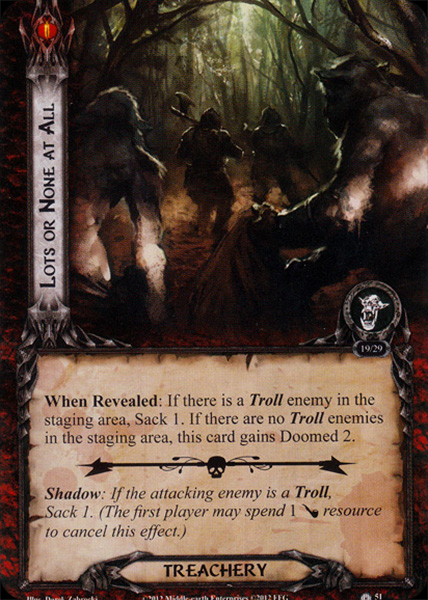 LOTS OR NONE AT ALL
19/29
When Revealed: If there is a Troll enemy in the
staging area, Sack 1. If there are no Troll enemies
in the staging area, this card gains Doomed 2.
Shadow: If the attacking enemy is a Troll,
Sack 1. (The first player may spend 1 resource
to cancel this effect.)
TREACHERY
Illus. Darek Zabrocki
©2012 Middle-earth Enterprises ©2012 FFG
51